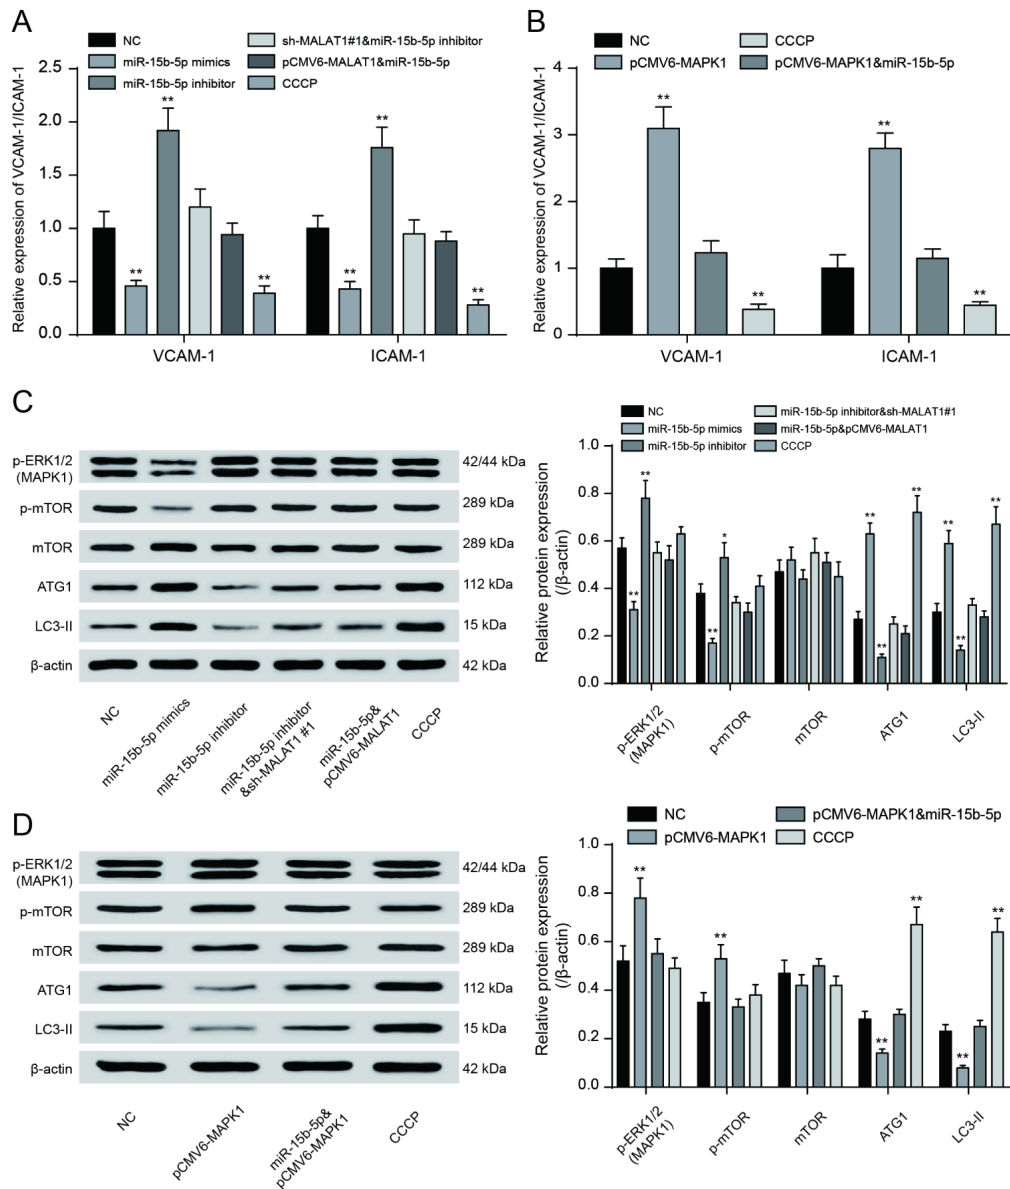 A
NC
miR-15b-5p mimics
miR-15b-5p inhibitor
sh-MALAT1#1&miR-15b-5p inhibitor
pCMV6-MALAT1&miR-15b-5p
CCCP
Relative expression of VCAM-1/ICAM-1
2.5
2.0
1.5
1.0
0.5
0.0
** ** ** ** ** **
VCAM-1 ICAM-1
B
NC
pCMV6-MAPK1
CCCP
pCMV6-MAPK1&miR-15b-5p
Relative expression of VCAM-1/ICAM-1
4
3
2
1
0
** ** ** **
VCAM-1 ICAM-1
C
p-ERK1/2
(MAPK1)
42/44 kDa
p-mTOR 289 kDa
mTOR 289 kDa
ATG1 112 kDa
LC3-II 15 kDa
β-actin 42 kDa
NC
miR-15b-5p mimics
miR-15b-5p inhibitor
miR-15b-5p inhibitor
&sh-MALAT1 #1
miR-15b-5p&
pCMV6-MALAT1
CCCP
NC
miR-15b-5p mimics
miR-15b-5p inhibitor
miR-15b-5p inhibitor&sh-MALAT1#1
miR-15b-5p&pCMV6-MALAT1
CCCP
Relative protein expression
(/β-actin)
1.0
0.8
0.6
0.4
0.2
0.0
** ** ** * ** ** ** ** ** **
p-ERK1/2
(MAPK1)
p-mTOR
mTOR
ATG1
LC3-II
D
p-ERK1/2
(MAPK1)
42/44 kDa
p-mTOR 289 kDa
mTOR 289 kDa
ATG1 112 kDa
LC3-II 15 kDa
β-actin 42 kDa
NC
pCMV6-MAPK1
miR-15b-5p&
pCMV6-MAPK1
CCCP
NC
pCMV6-MAPK1
pCMV6-MAPK1&miR-15b-5p
CCCP
Relative protein expression
(/β-actin)
1.0
0.8
0.6
0.4
0.2
0.0
** ** ** ** ** **
p-ERK1/2
(MAPK1)
p-mTOR
mTOR
ATG1
LC3-II